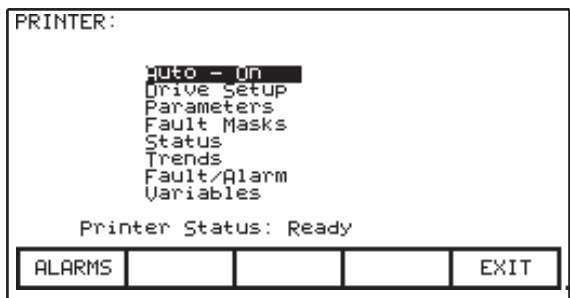 PRINTER:
Auto - On
Drive Setup
Parameters
Fault Masks
Status
Trends
Fault/Alarm
Variables
Printer Status: Ready
ALARMS EXIT